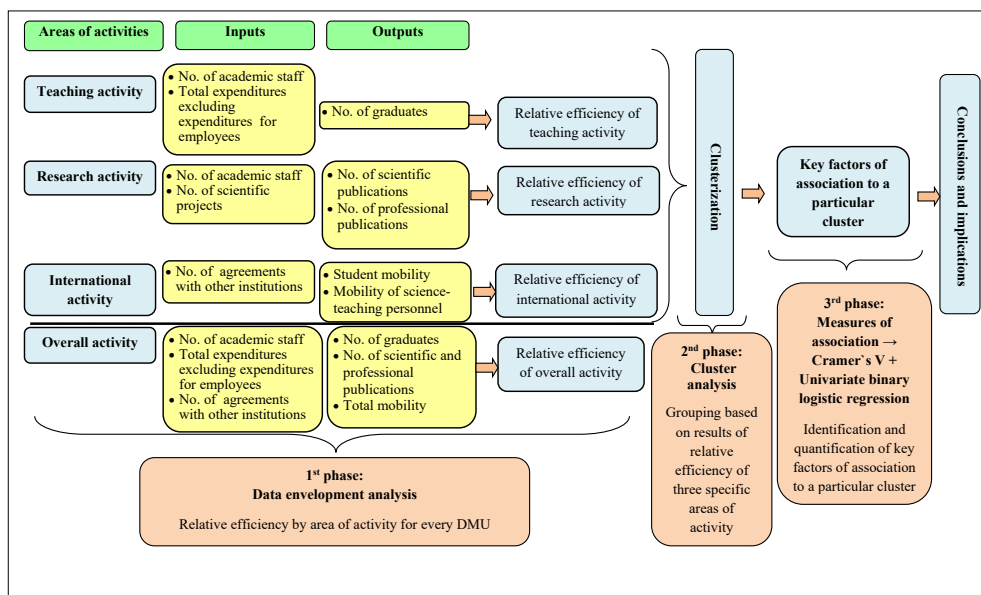 Areas of activities
Inputs
Outputs
Teaching activity
• No. of academic staff
• Total expenditures
excluding
expenditures for
employees
• No. of graduates
Relative efficiency of
teaching activity
Research activity
• No. of academic staff
• No. of scientific
projects
• No. of scientific
publications
• No. of professional
publications
Relative efficiency of
research activity
International
activity
• No. of agreements
with other institutions
• Student mobility
• Mobility of science-
teaching personnel
Relative efficiency of
international activity
Overall activity
• No. of academic staff
• Total expenditures
excluding expenditures
for employees
• No. of agreements
with other institutions
• No. of graduates
• No. of scientific and
professional
publications
• Total mobility
Relative efficiency
of overall activity
Clusterization
Key factors of
association to a
particular cluster
Conclusions and implications
1st phase:
Data envelopment analysis
Relative efficiency by area of activity for every DMU
2nd phase:
Cluster
analysis
Grouping based
on results of
relative
efficiency of
three specific
areas of
activity
3rd phase:
Measures of
association →
Cramer`s V +
Univariate binary
logistic regression
Identification and
quantification of key
factors of association
to a particular cluster